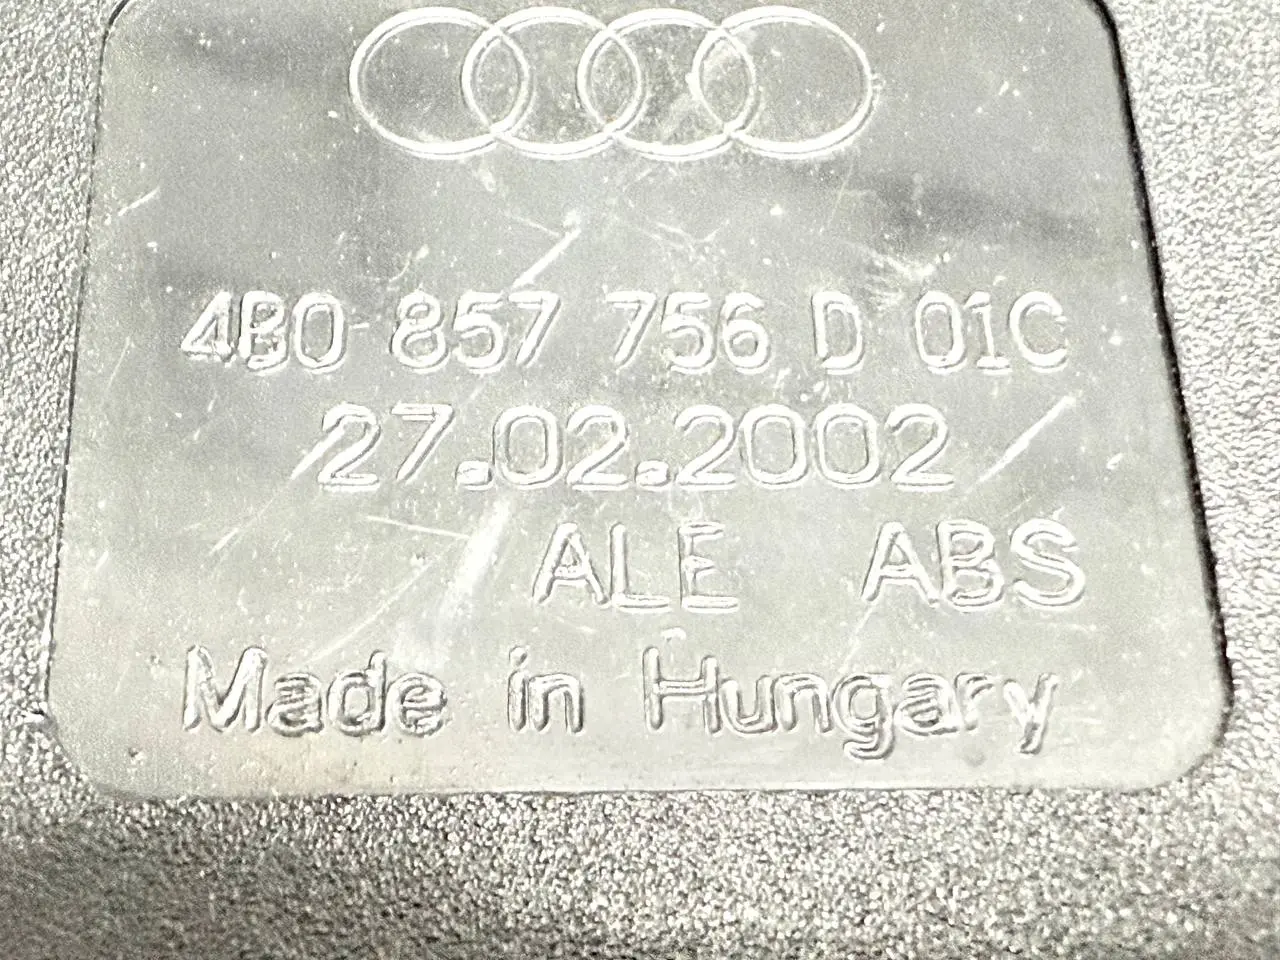 4B0 857 756 D 01C
27.02.2002
ALE ABS
Made in Hungary